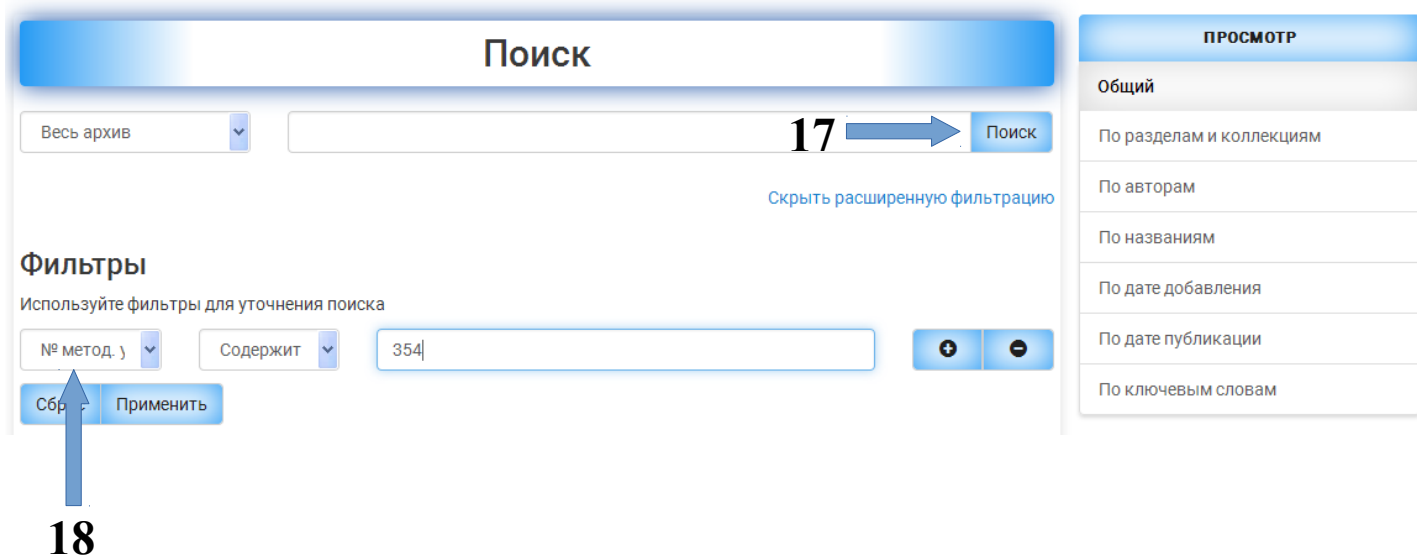 Поиск
Весь архив
17
Поиск
Скрыть расширенную фильтрацию
Фильтры
Используйте фильтры для уточнения поиска
№ метод. у
Содержит
354
Применить
18
ПРОСМОТР
Общий
По разделам и коллекциям
По авторам
По названиям
По дате добавления
По дате публикации
По ключевым словам